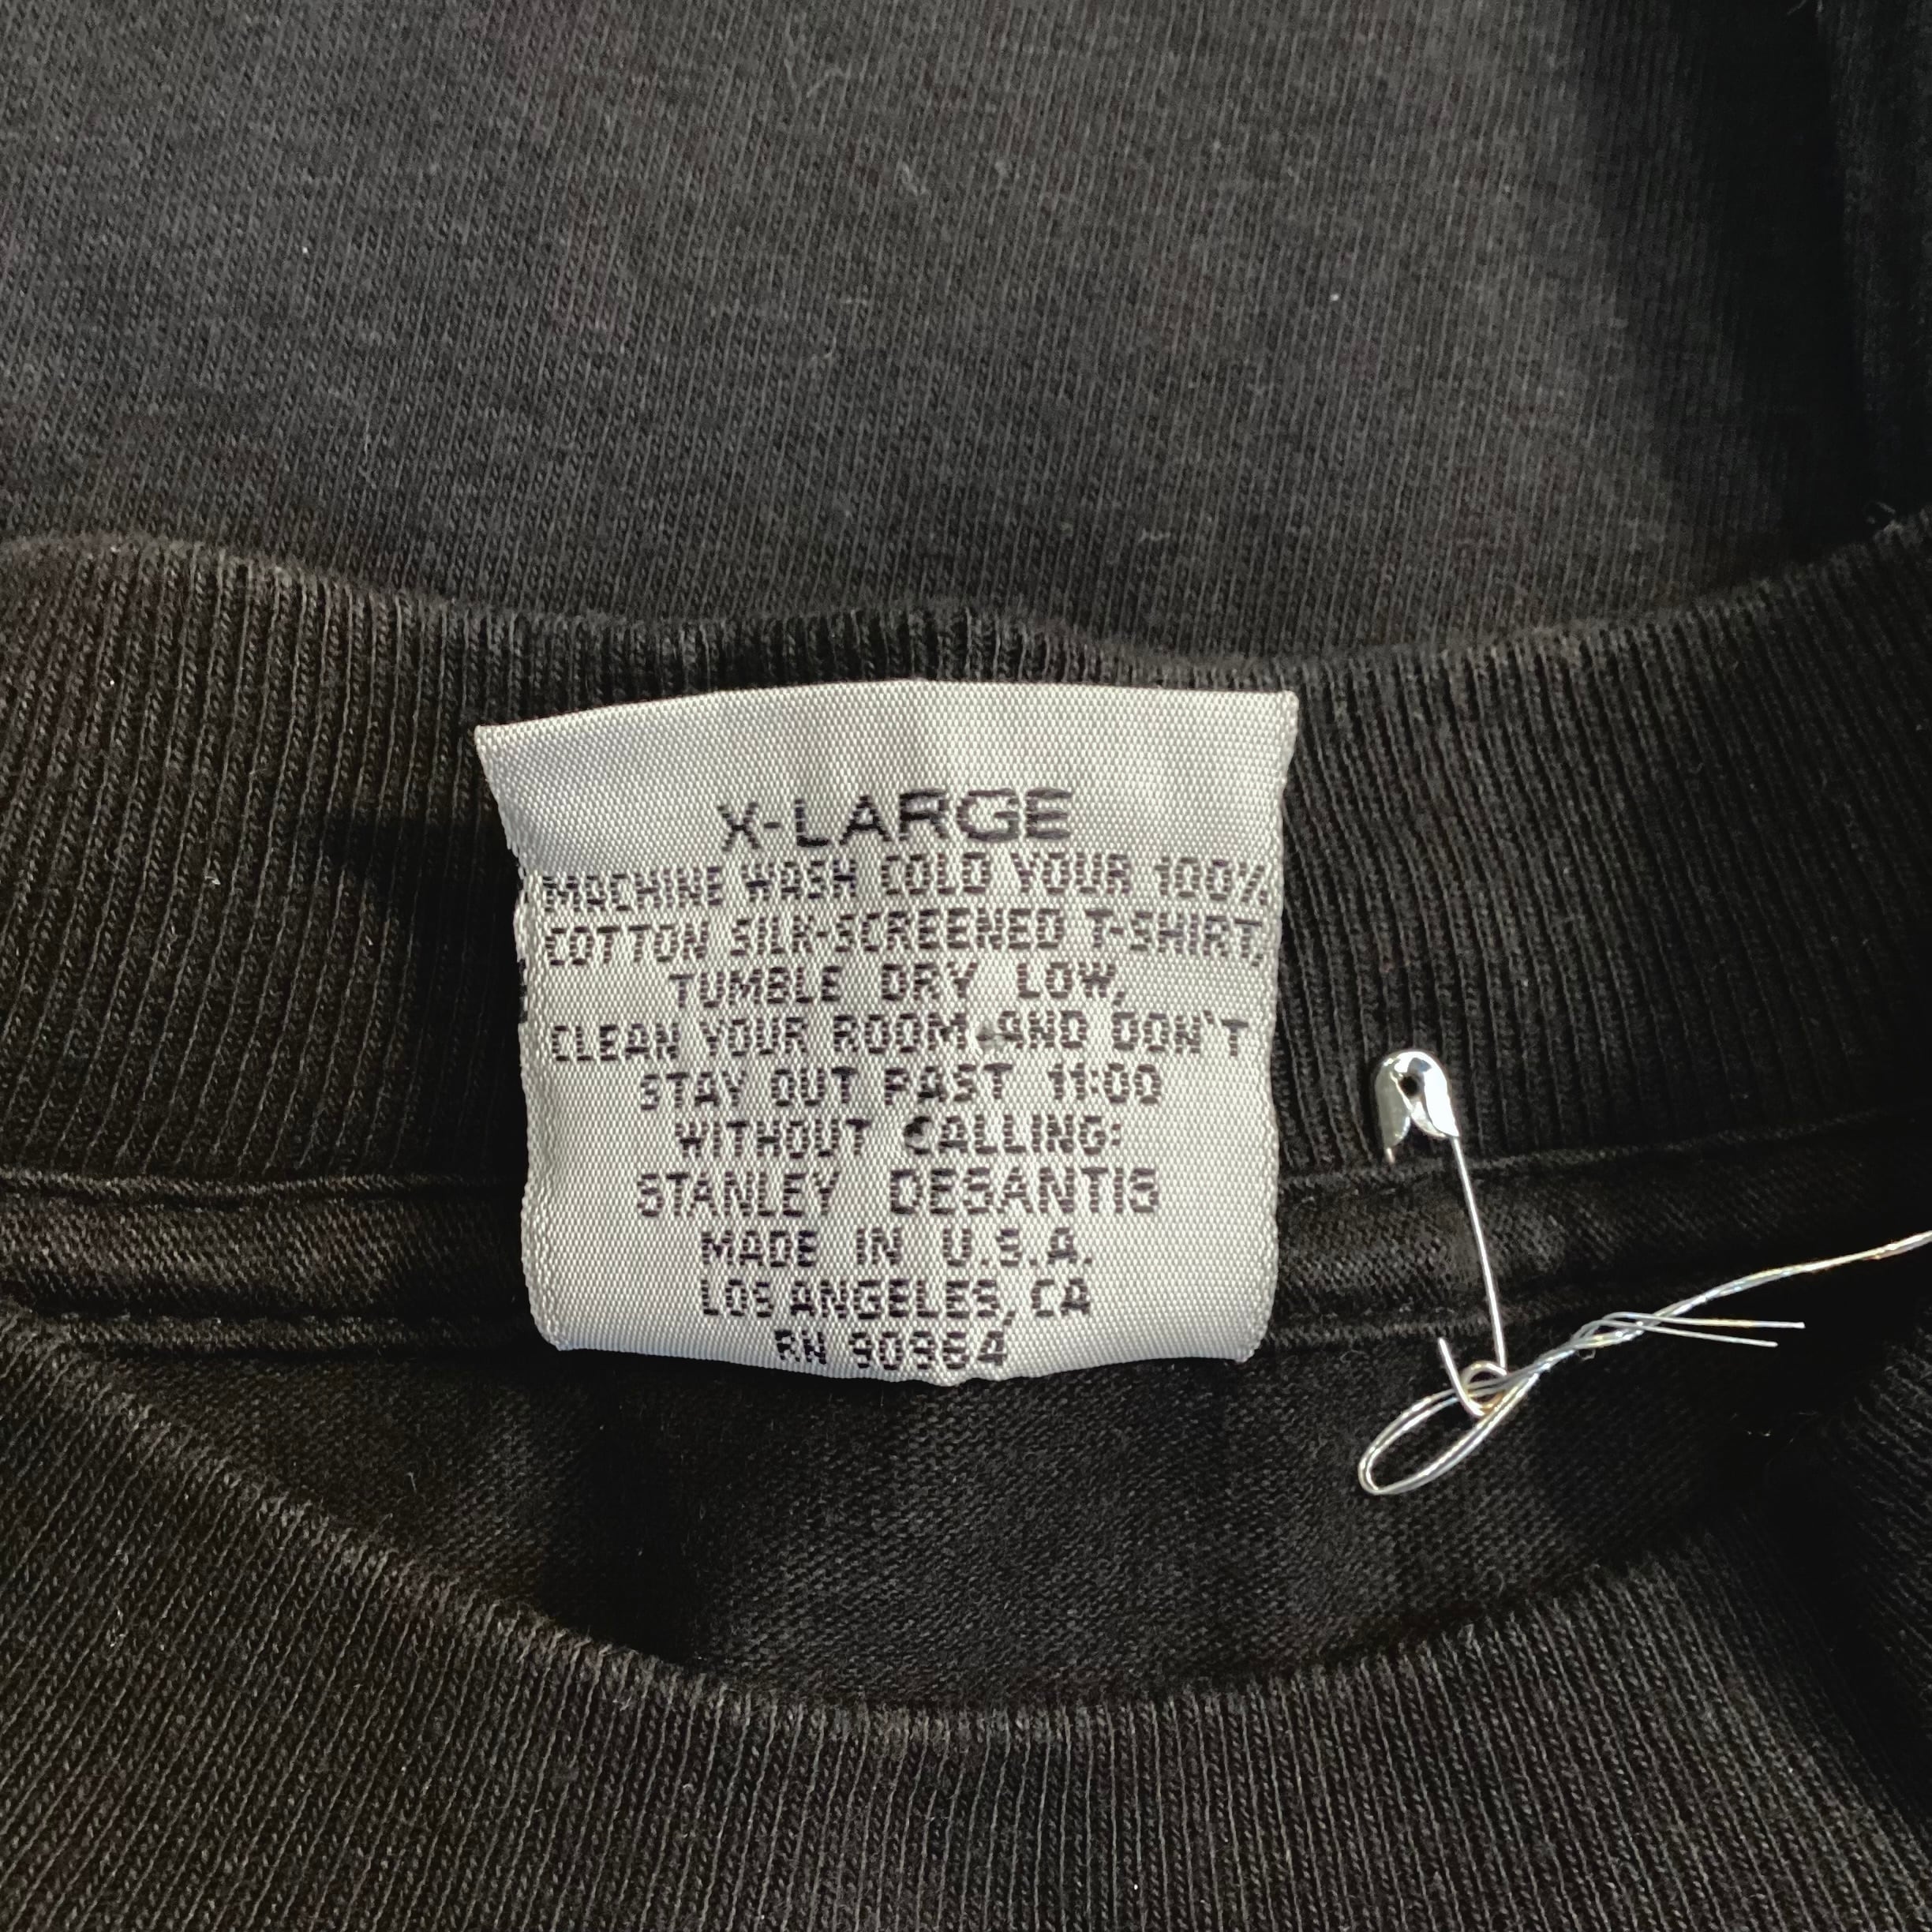 X-LARGE
MACHINE WASH COLD YOUR 100%
COTTON SILK-SCREENED T-SHIRT,
TUMBLE DRY LOW,
CLEAN YOUR ROOM AND DON'T
STAY OUT PAST 11:00
WITHOUT CALLING:
STANLEY DESANTIS
MADE IN U.S.A.
LOS ANGELES, CA
RN 90964